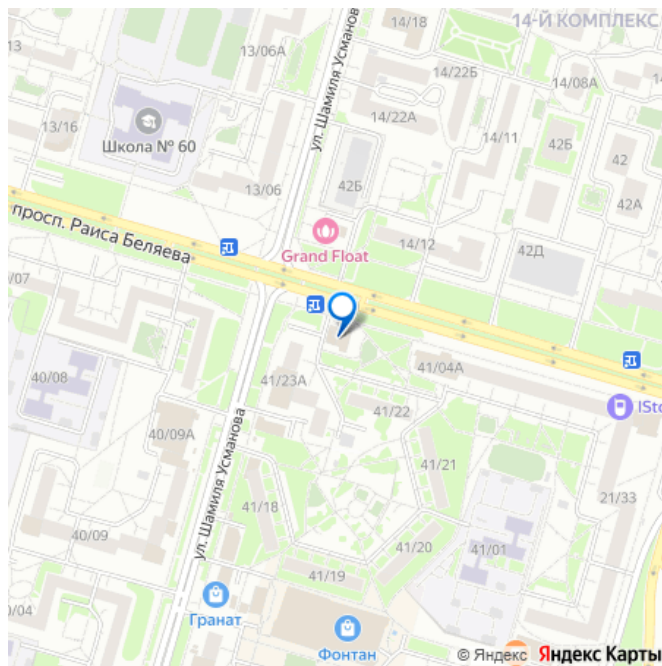 14/18
14-Й КОМПЛЕКС
13/06А
ул. Шамиля Усманова
14/22Б
14/08А
13/16
Школа № 60
14/22А
14/11
42Б
42
42Б
13/06
42А
просп. Раиса Беляева
Grand Float
14/12
42Д
/07
40/08
41/23А
41/04А
ISto
41/22
40/09А
ул. Шамиля Усманова
41/21
21/33
41/18
40/09
41/20
41/01
41/19
/04
Гранат
Фонтан
© Яндекс Яндекс Карты